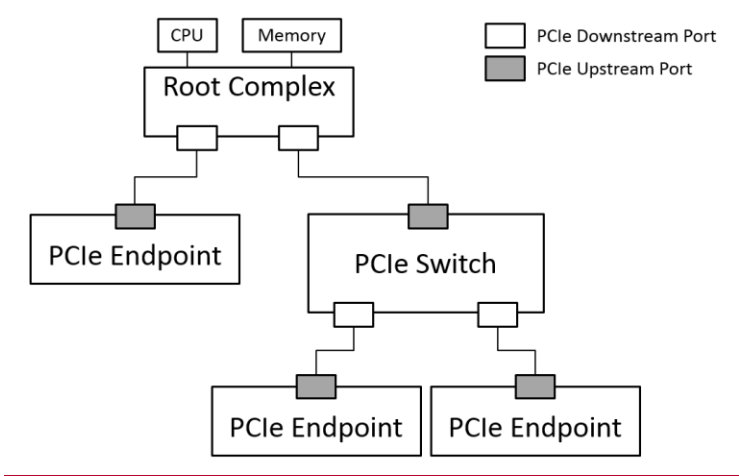 CPU
Memory
PCIe Downstream Port
PCIe Upstream Port
Root Complex
PCIe Endpoint
PCIe Switch
PCIe Endpoint
PCIe Endpoint